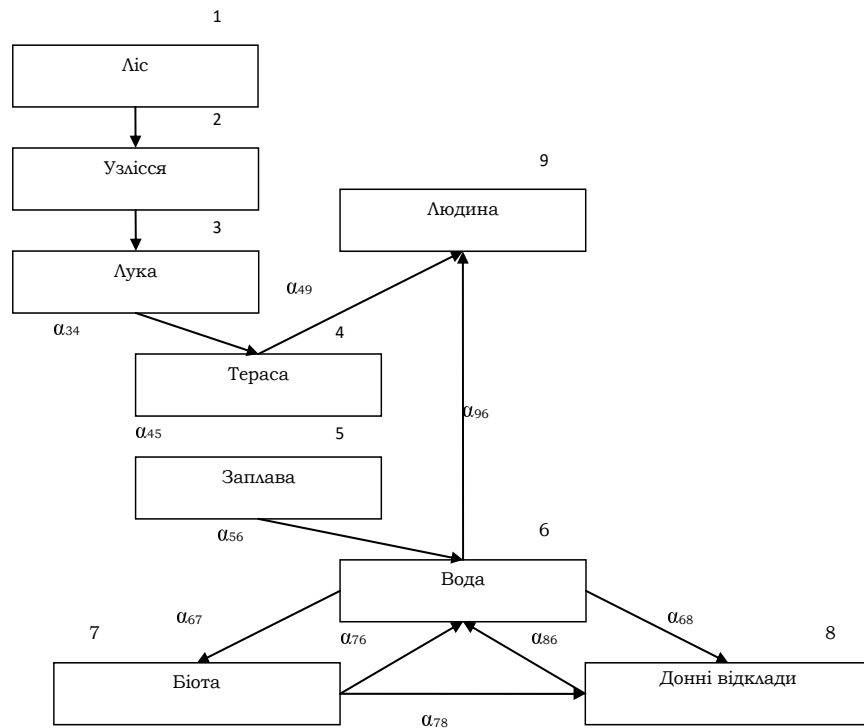 1
Ліс
2
Узлісся
9
Людина
3
Лука
α49
α34
4
Тераса
α96
α45
5
Заплава
α56
6
Вода
α67
α76
α86
α68
7
8
Біота
Донні відклади
α78